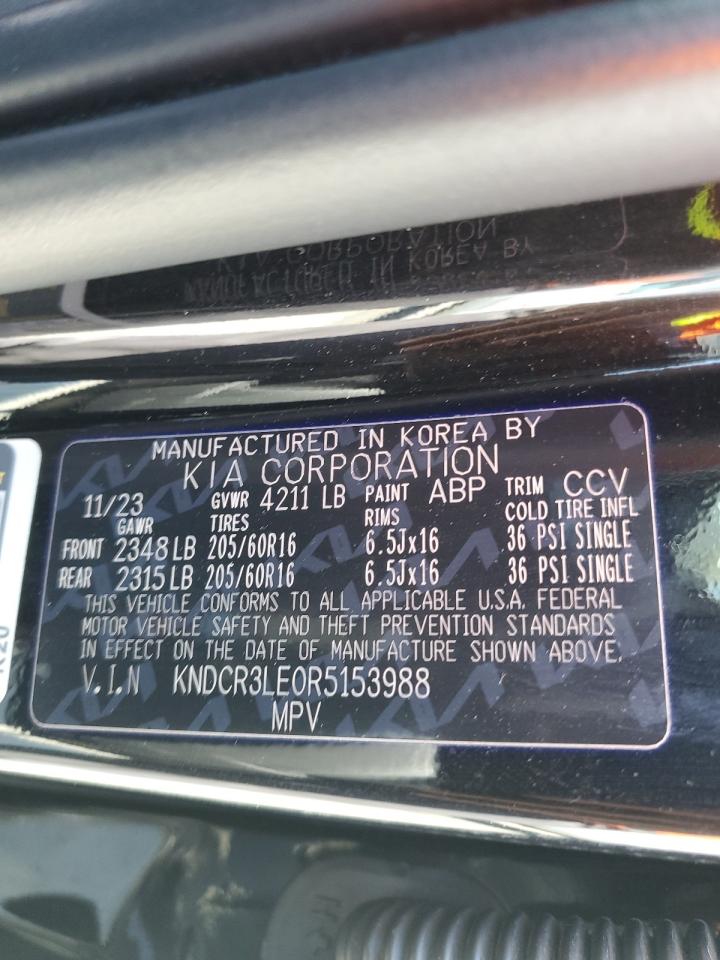 MANUFACTURED IN KOREA BY
KIA CORPORATION
11/23 GVWR 4211 LB PAINT ABP TRIM CCV
GAWR TIRES RIMS COLD TIRE INFL
FRONT 2348 LB 205/60R16 6.5Jx16 36 PSI SINGLE
REAR 2315 LB 205/60R16 6.5Jx16 36 PSI SINGLE
THIS VEHICLE CONFORMS TO ALL APPLICABLE U.S.A. FEDERAL
MOTOR VEHICLE SAFETY AND THEFT PREVENTION STANDARDS
IN EFFECT ON THE DATE OF MANUFACTURE SHOWN ABOVE.
V.I.N KNDCR3LE0R5153988
MPV